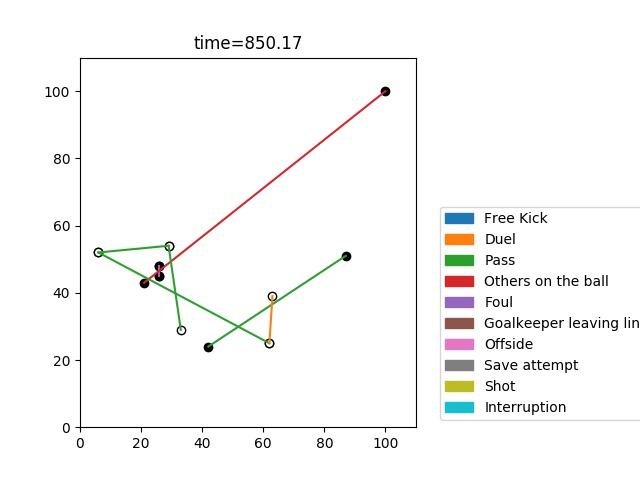 time=850.17
100
80
60
40
20
0
0 20 40 60 80 100
Free Kick
Duel
Pass
Others on the ball
Foul
Goalkeeper leaving lin
Offside
Save attempt
Shot
Interruption